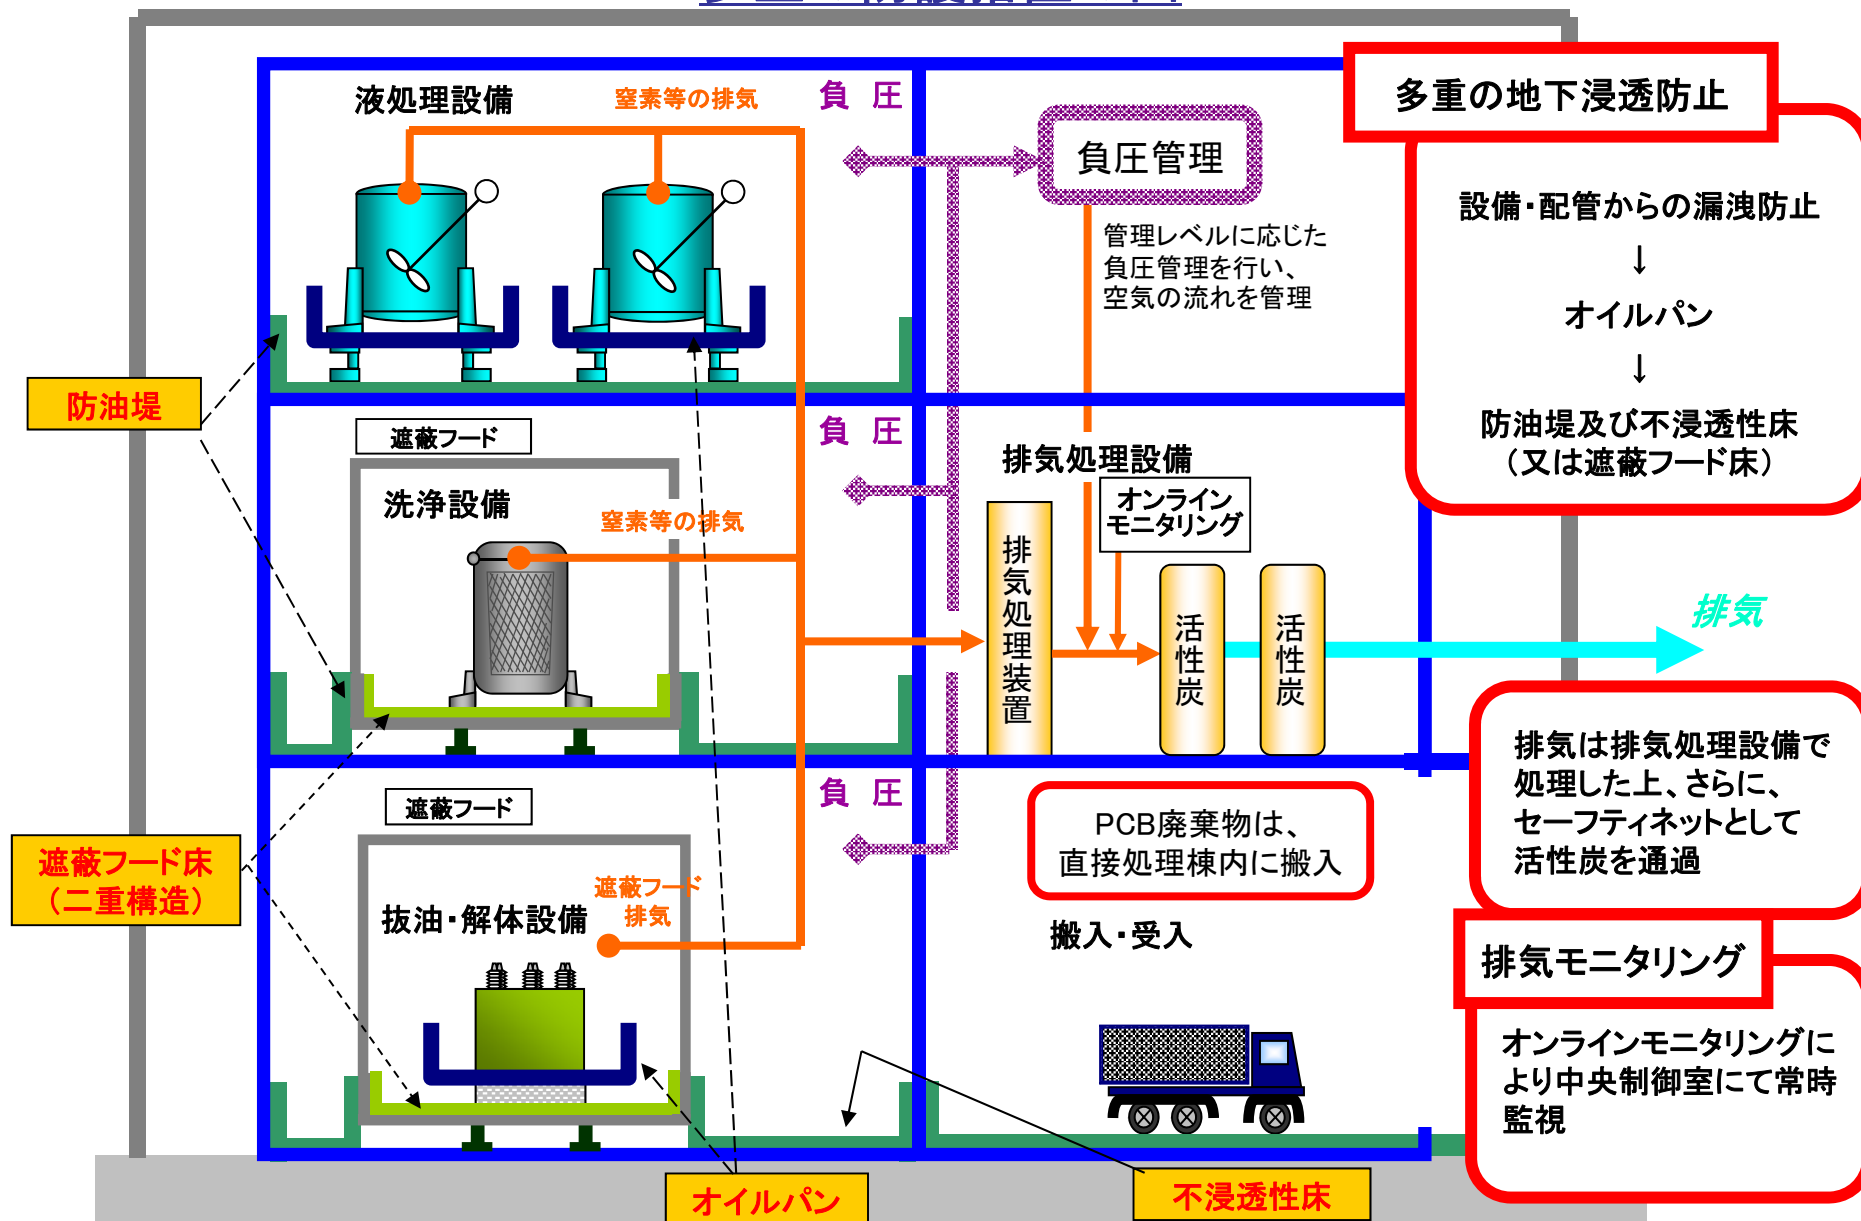 液処理設備
窒素等の排気
負 圧
負圧管理
管理レベルに応じた
負圧管理を行い、
空気の流れを管理
多重の地下浸透防止
設備・配管からの漏洩防止
↓
オイルパン
↓
防油堤及び不浸透性床
（又は遮蔽フード床）
防油堤
遮蔽フード
洗浄設備
窒素等の排気
負 圧
排気処理設備
オンライン
モニタリング
排気処理装置
活性炭
活性炭
排気
排気は排気処理設備で
処理した上、さらに、
セーフティネットとして
活性炭を通過
遮蔽フード
負 圧
遮蔽フード床
（二重構造）
抜油・解体設備
遮蔽フード
排気
PCB廃棄物は、
直接処理棟内に搬入
搬入・受入
排気モニタリング
オンラインモニタリングに
より中央制御室にて常時
監視
オイルパン
不浸透性床